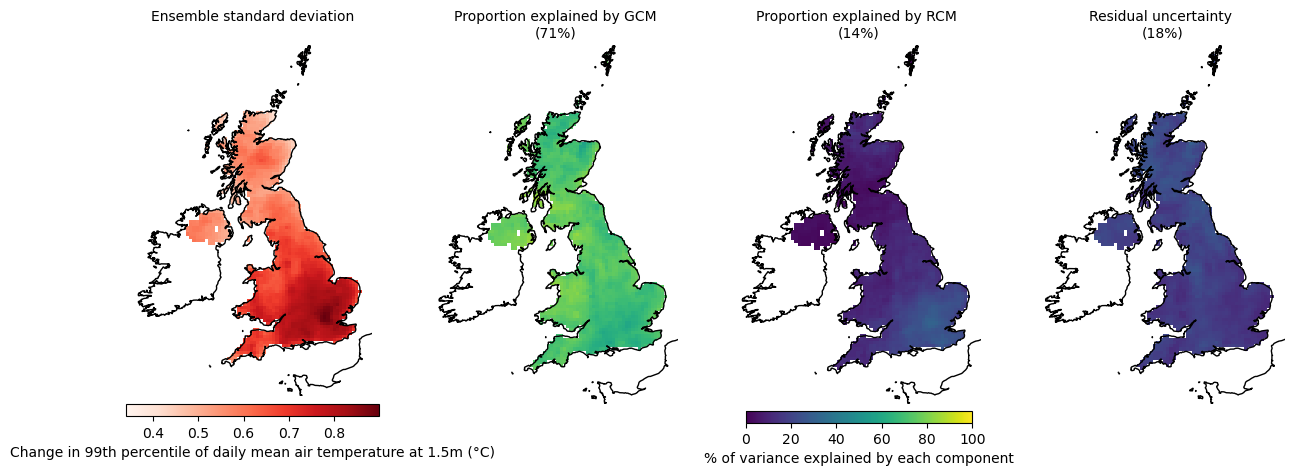 Ensemble standard deviation
Proportion explained by GCM
(71%)
Proportion explained by RCM
(14%)
Residual uncertainty
(18%)
0.4 0.5 0.6 0.7 0.8
Change in 99th percentile of daily mean air temperature at 1.5m (°C)
0 20 40 60 80 100
% of variance explained by each component